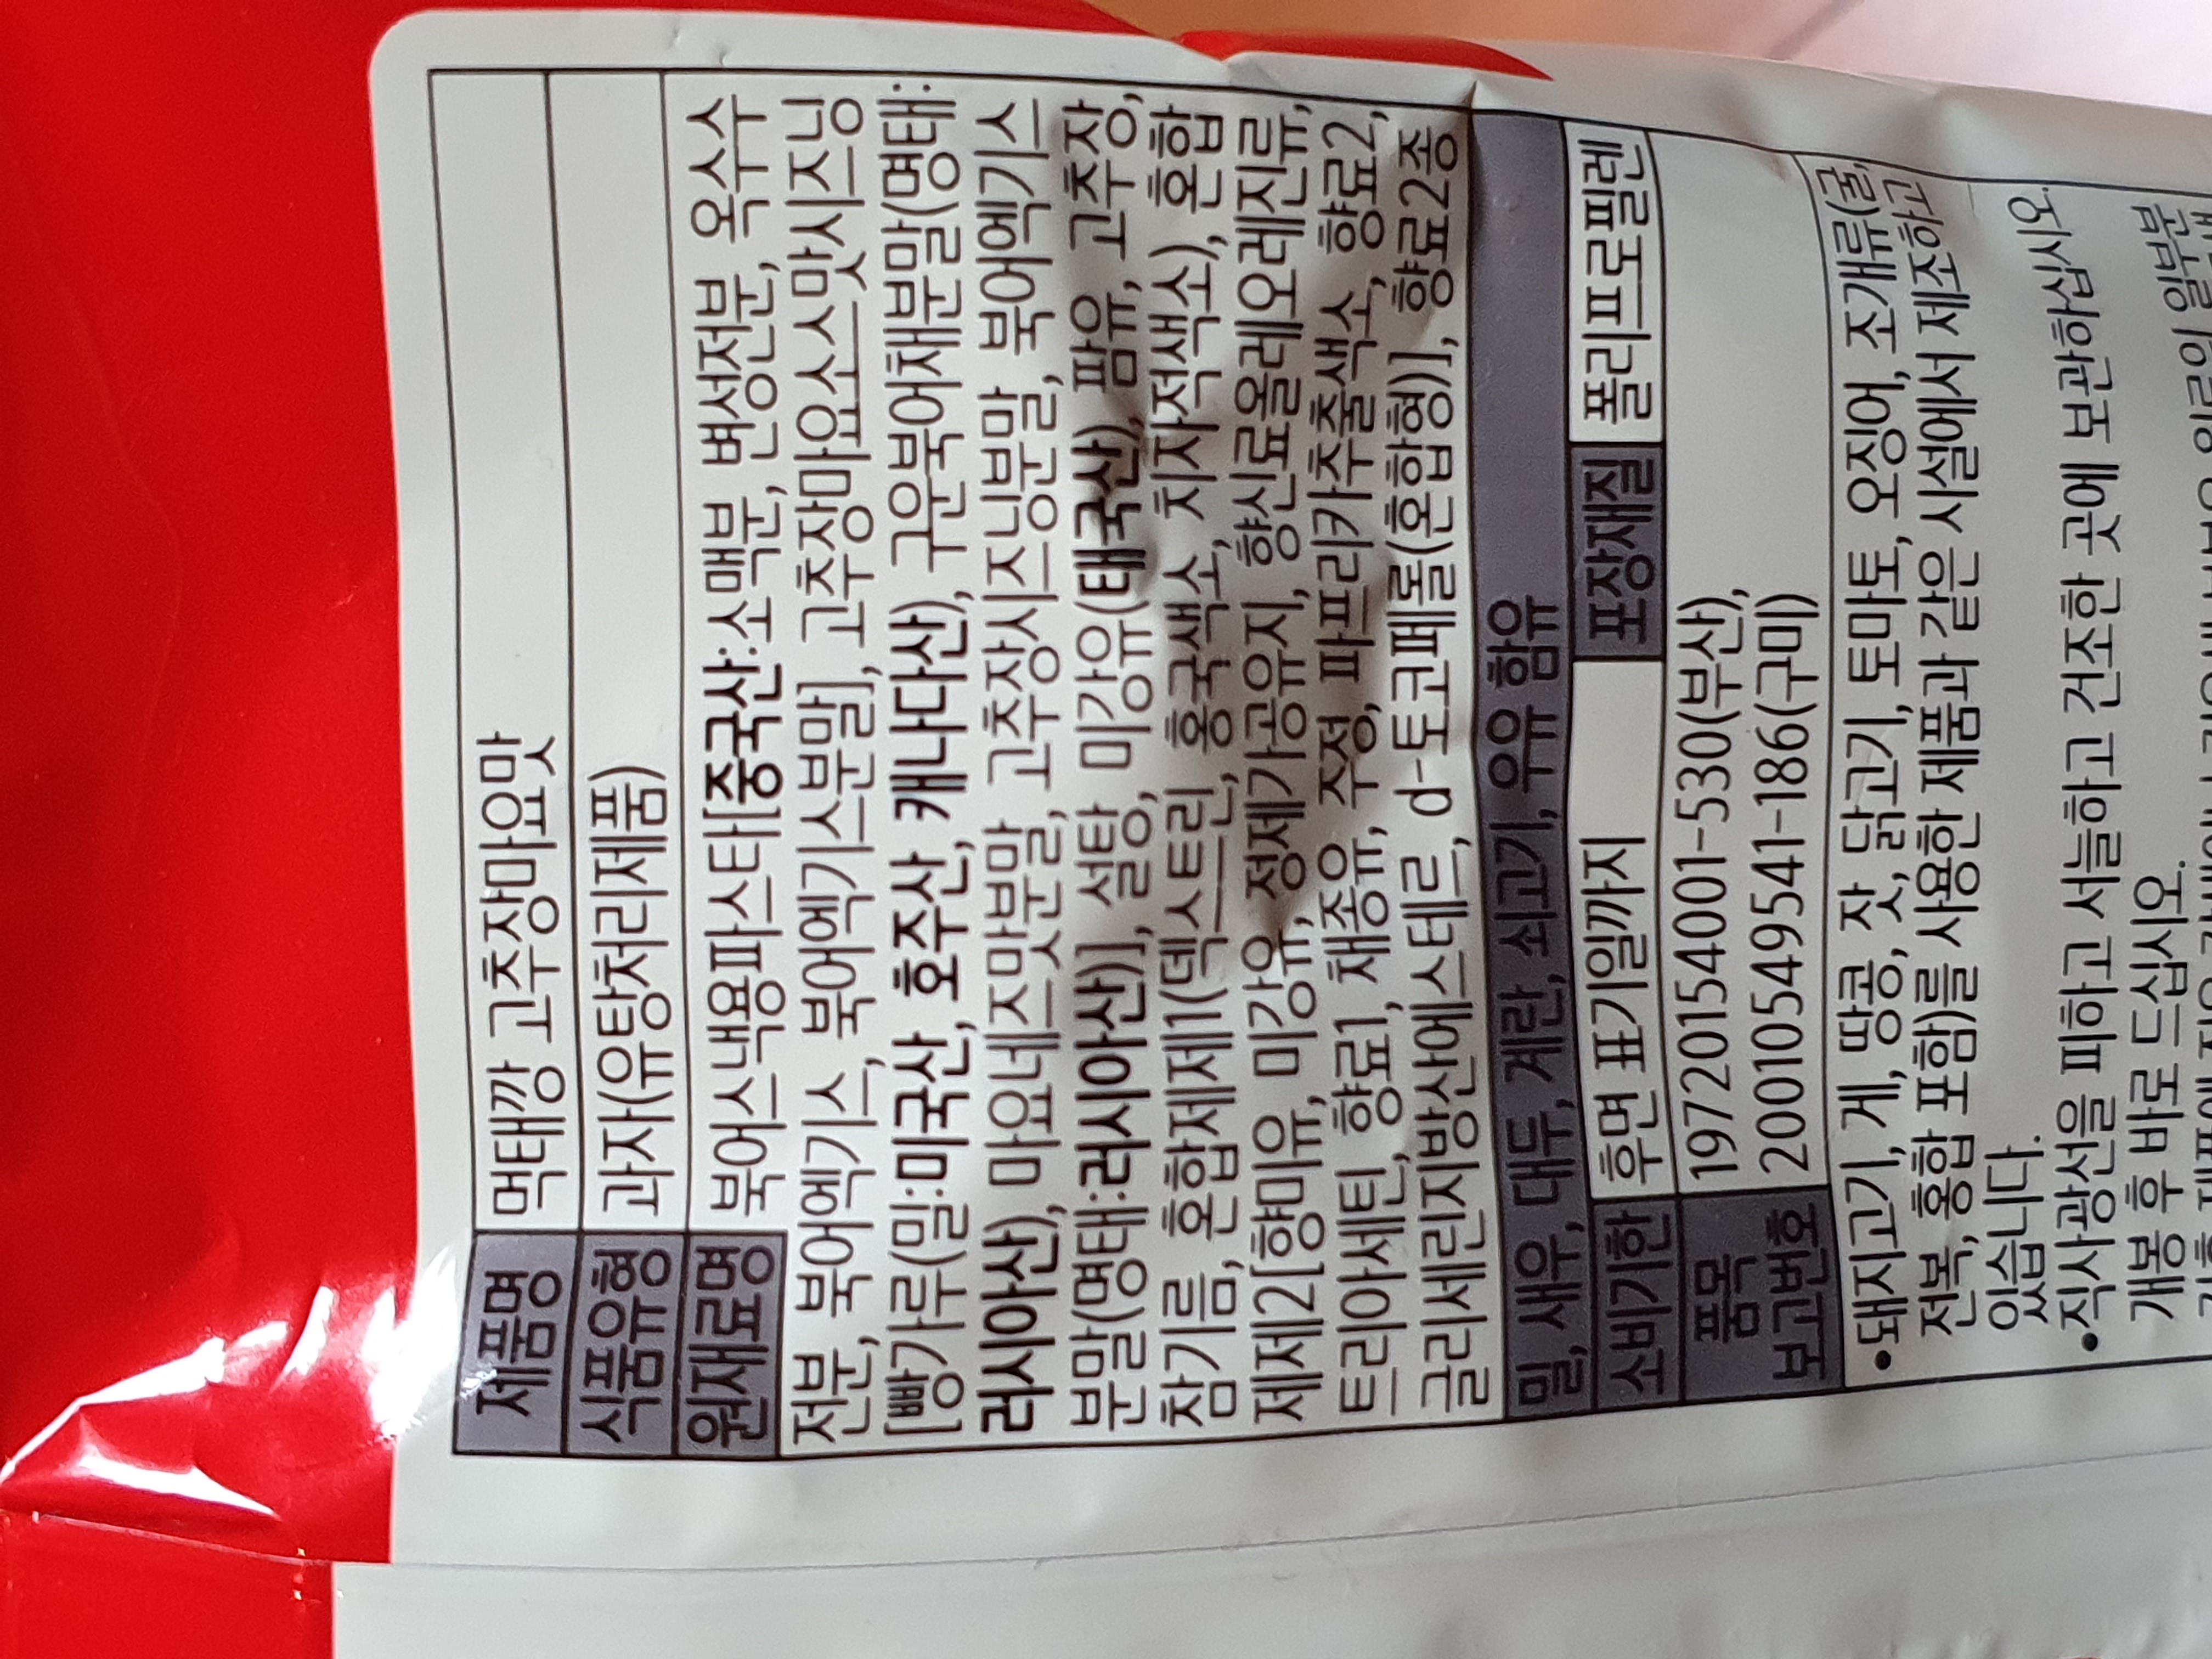 제품명 먹태깡 고추장마요맛
식품유형 과자(유탕처리제품)
원재료명 북어스낵용파스타[중국산:소맥분, 변성전분, 옥수수
전분, 북어엑기스, 북어엑기스분말], 고추장마요소스맛시즈닝
[빵가루(밀:미국산, 호주산, 캐나다산), 구운북어채분말(명태:
러시아산), 마요네즈맛분말, 고추장시즈닝분말, 북어엑기스
분말(명태:러시아산)], 설탕, 미강유(태국산), 팜유, 고추장,
참기름, 혼합제제1(덱스트린, 홍국색소, 치자적색소), 혼합
제제2[향미유, 미강유, 정제가공유지, 향신료올레오레진류,
트리아세틴, 향료1, 채종유, 주정, 파프리카추출색소, 향료2,
글리세린지방산에스테르, d-토코페롤(혼합형)], 향료2종
밀, 새우, 대두, 계란, 쇠고기, 우유 함유
소비기한 후면 표기일까지 포장재질 폴리프로필렌
품목 19720154001-530(부산),
보고번호 20010549541-186(구미)
•돼지고기, 게, 땅콩, 잣, 닭고기, 토마토, 오징어, 조개류(굴,
전복, 홍합 포함)를 사용한 제품과 같은 시설에서 제조하고
있습니다.
•직사광선을 피하고 서늘하고 건조한 곳에 보관하십시오.
개봉 후 바로 드십시오.
일부분